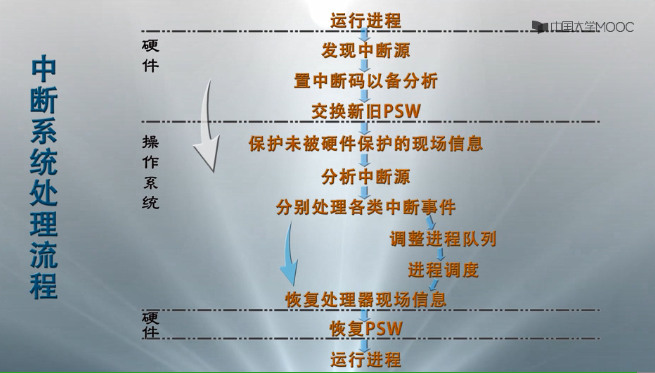 运行进程
中国大学MOOC
硬件
发现中断源
置中断码以备分析
交换新旧PSW
中断系统处理流程
操作系统
保护未被硬件保护的现场信息
分析中断源
分别处理各类中断事件
调整进程队列
进程调度
恢复处理器现场信息
硬件
恢复PSW
运行进程